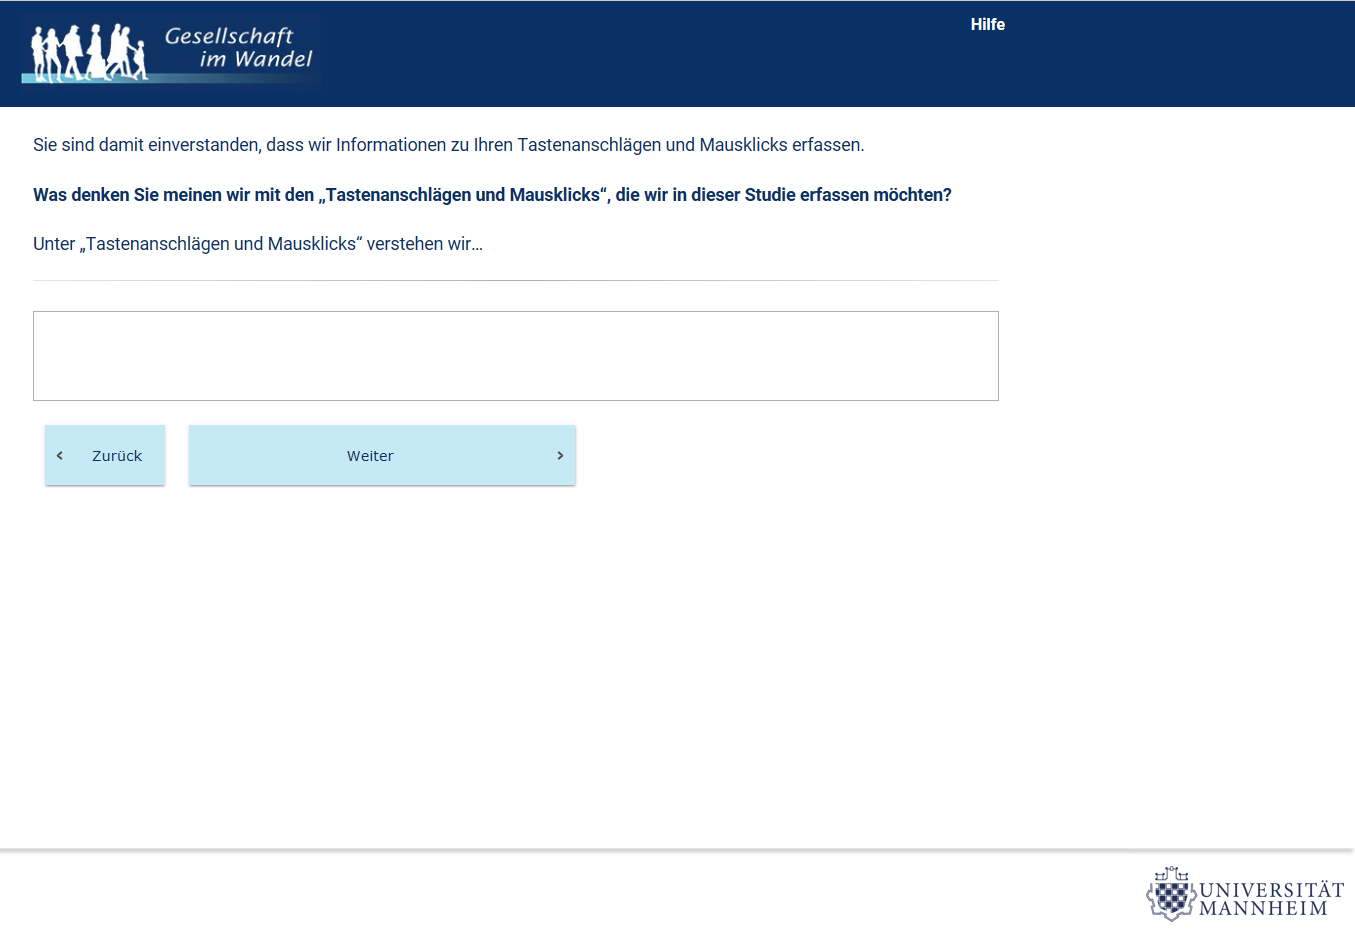 Gesellschaft
im Wandel
Hilfe
Sie sind damit einverstanden, dass wir Informationen zu Ihren Tastenanschlägen und Mausklicks erfassen.
Was denken Sie meinen wir mit den „Tastenanschlägen und Mausklicks“, die wir in dieser Studie erfassen möchten?
Unter „Tastenanschlägen und Mausklicks“ verstehen wir...
Zurück
Weiter
UNIVERSITÄT
MANNHEIM